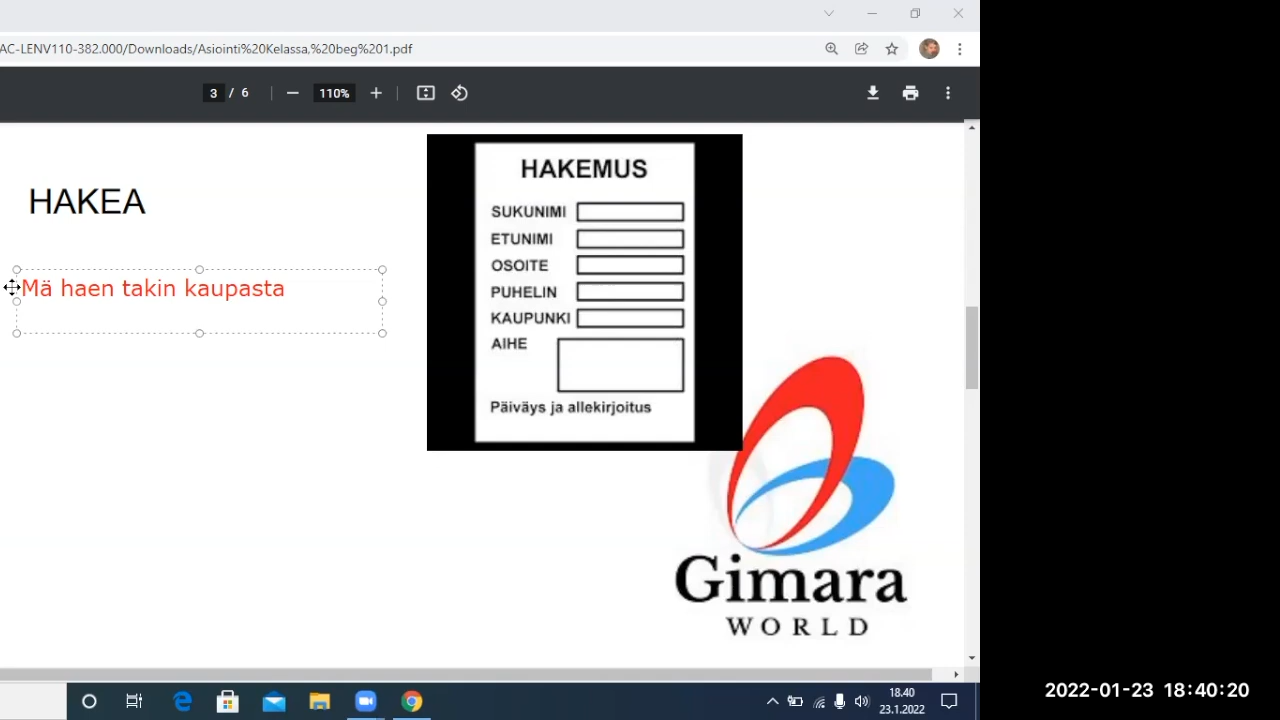 AC-LENV110-382.000/Downloads/Asiointi%20Kelassa,%20beg%201.pdf
3 / 6
110%
HAKEA
Mä haen takin kaupasta
HAKEMUS
SUKUNIMI
ETUNIMI
OSOITE
PUHELIN
KAUPUNKI
AIHE
Päiväys ja allekirjoitus
Gimara
WORLD
18.40
23.1.2022
2022-01-23 18:40:20